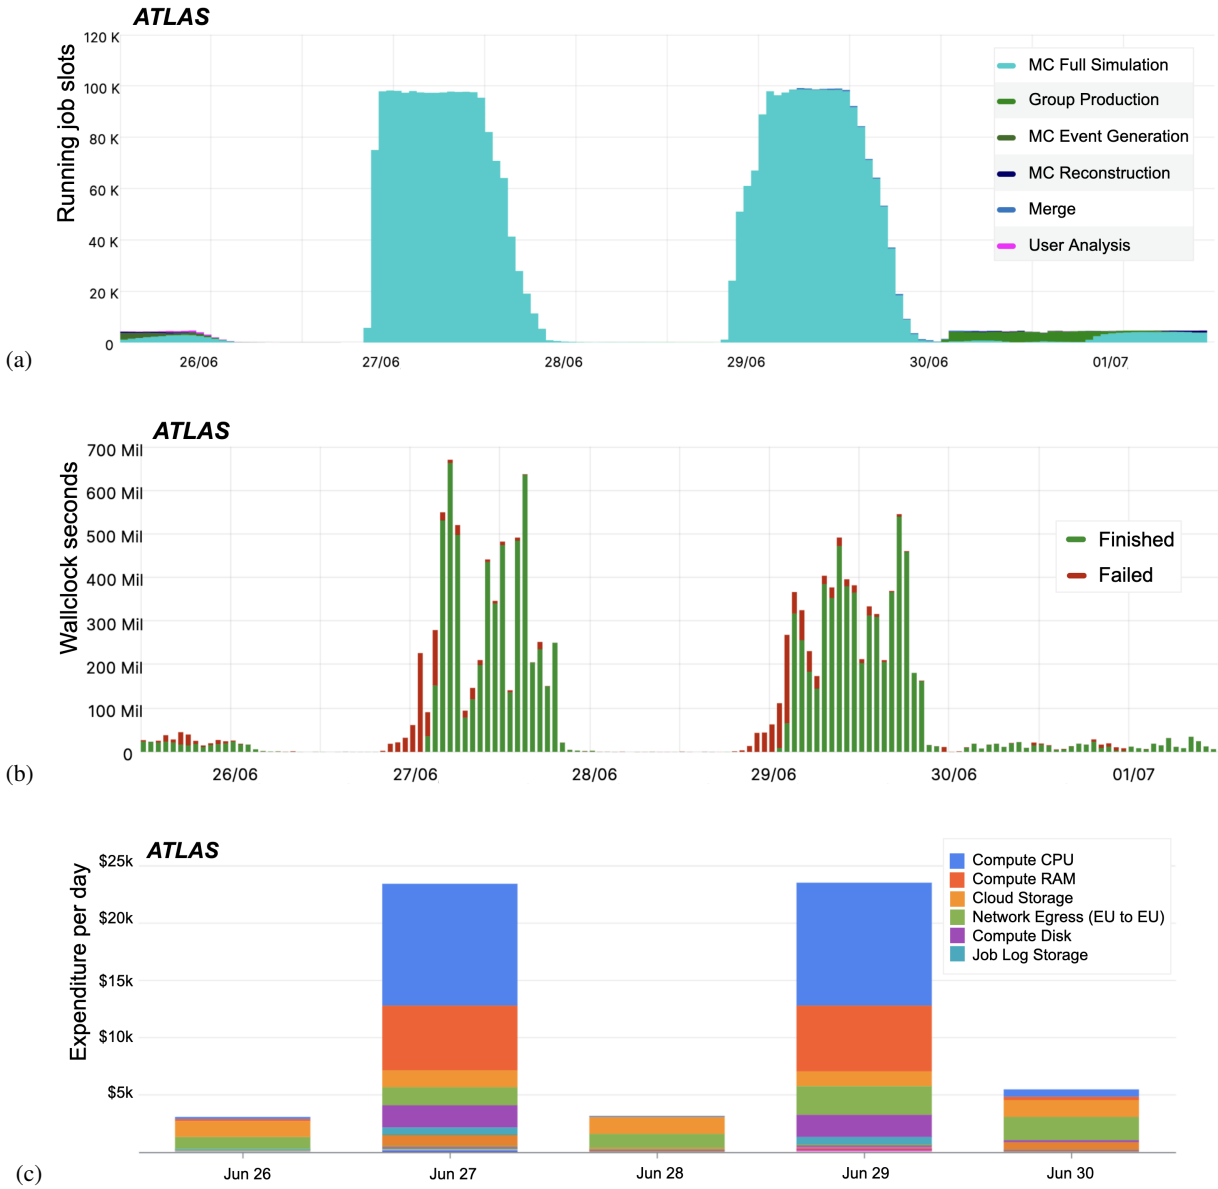 ATLAS
Running job slots
120 K
100 K
80 K
60 K
40 K
20 K
0
MC Full Simulation
Group Production
MC Event Generation
MC Reconstruction
Merge
User Analysis
26/06 27/06 28/06 29/06 30/06 01/07
(a)
ATLAS
Wallclock seconds
700 Mil
600 Mil
500 Mil
400 Mil
300 Mil
200 Mil
100 Mil
0
Finished
Failed
26/06 27/06 28/06 29/06 30/06 01/07
(b)
ATLAS
Expenditure per day
$25k
$20k
$15k
$10k
$5k
Compute CPU
Compute RAM
Cloud Storage
Network Egress (EU to EU)
Compute Disk
Job Log Storage
Jun 26 Jun 27 Jun 28 Jun 29 Jun 30
(c)